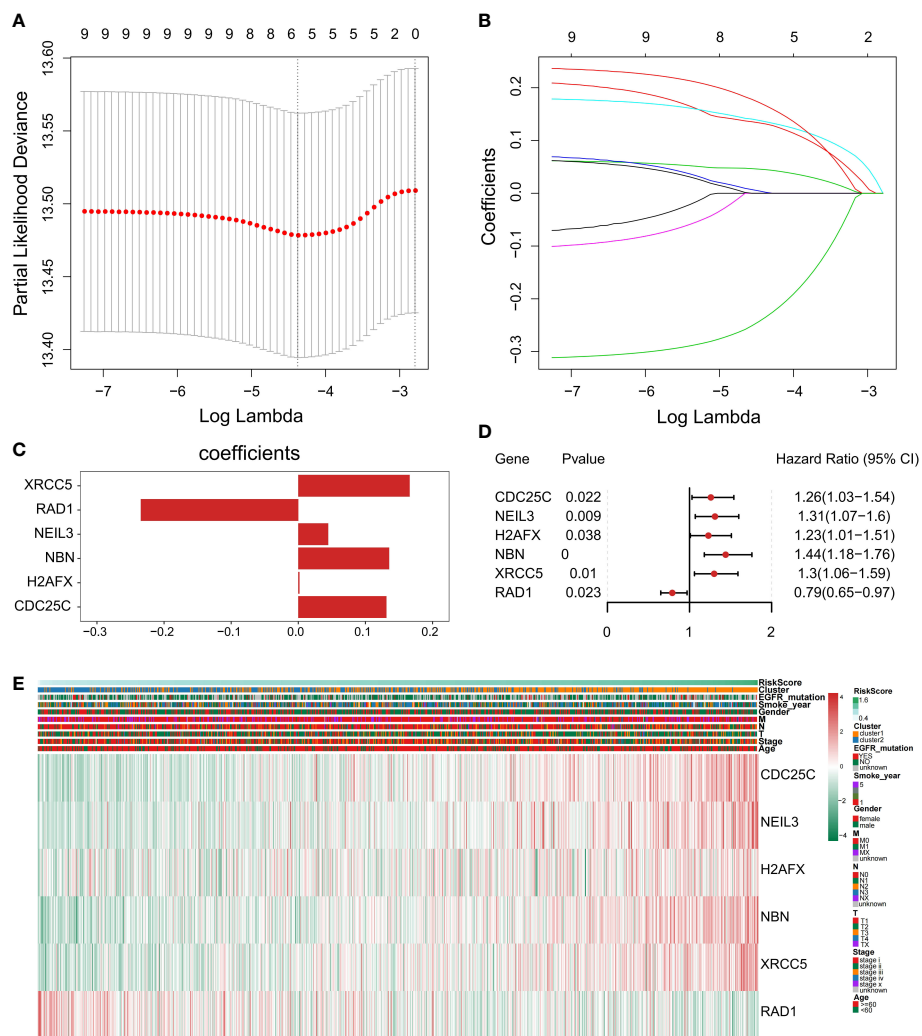 A
9 9 9 9 9 9 9 9 8 6 5 5 5 5 2 0
13.60
13.55
13.50
13.45
13.40
Partial Likelihood Deviance
−7 −6 −5 −4 −3
Log Lambda
B
9 9 8 5 2
0.2
0.1
0.0
−0.1
−0.2
−0.3
Coefficients
−7 −6 −5 −4 −3
Log Lambda
C
coefficients
XRCC5
RAD1
NEIL3
NBN
H2AFX
CDC25C
−0.3 −0.2 −0.1 0.0 0.1 0.2
D
Gene Pvalue Hazard Ratio (95% CI)
CDC25C 0.022 1.26(1.03−1.54)
NEIL3 0.009 1.31(1.07−1.6)
H2AFX 0.038 1.23(1.01−1.51)
NBN 0 1.44(1.18−1.76)
XRCC5 0.01 1.3(1.06−1.59)
RAD1 0.023 0.79(0.65−0.97)
0 1 2
E
RiskScore
Cluster
EGFR_mutation
Smoke_year
Gender
M
N
T
Stage
Age
CDC25C
NEIL3
H2AFX
NBN
XRCC5
RAD1
4
2
0
−2
−4
RiskScore
1.6
0.4
Cluster
cluster1
cluster2
EGFR_mutation
YES
NO
unknown
Smoke_year
5
1
Gender
female
male
M
M0
M1
MX
unknown
N
N0
N1
N2
N3
NX
unknown
T
T1
T2
T3
T4
TX
Stage
stage i
stage ii
stage iii
stage iv
stage x
unknown
Age
>=60
<60